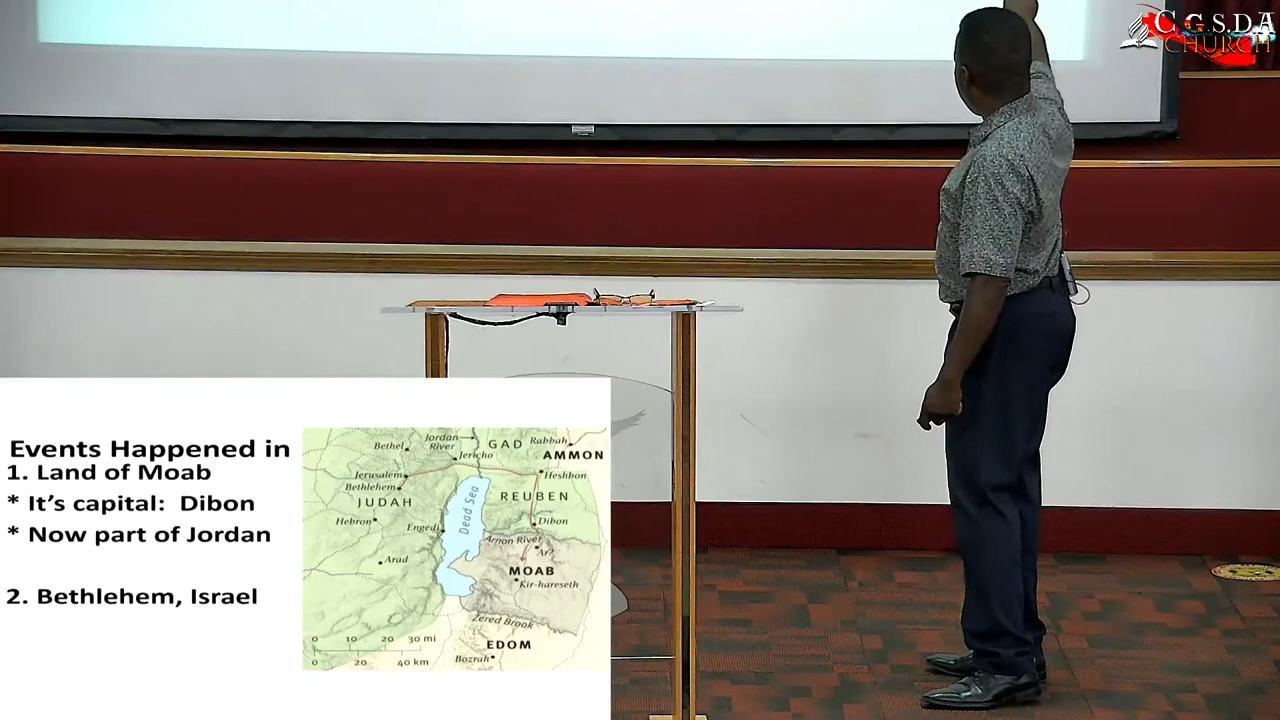 C.G.S.D.A
CHURCH
Events Happened in
1. Land of Moab
* It’s capital: Dibon
* Now part of Jordan
2. Bethlehem, Israel
Bethel
Jordan
River
GAD
Rabbah
AMMON
Jericho
Jerusalem
Heshbon
Bethlehem
JUDAH
REUBEN
Dead Sea
Hebron
Engedi
Dibon
Arnon River
Ar?
Arad
MOAB
Kir-hareseth
Zered Brook
EDOM
Bozrah
0 10 20 30 mi
0 20 40 km